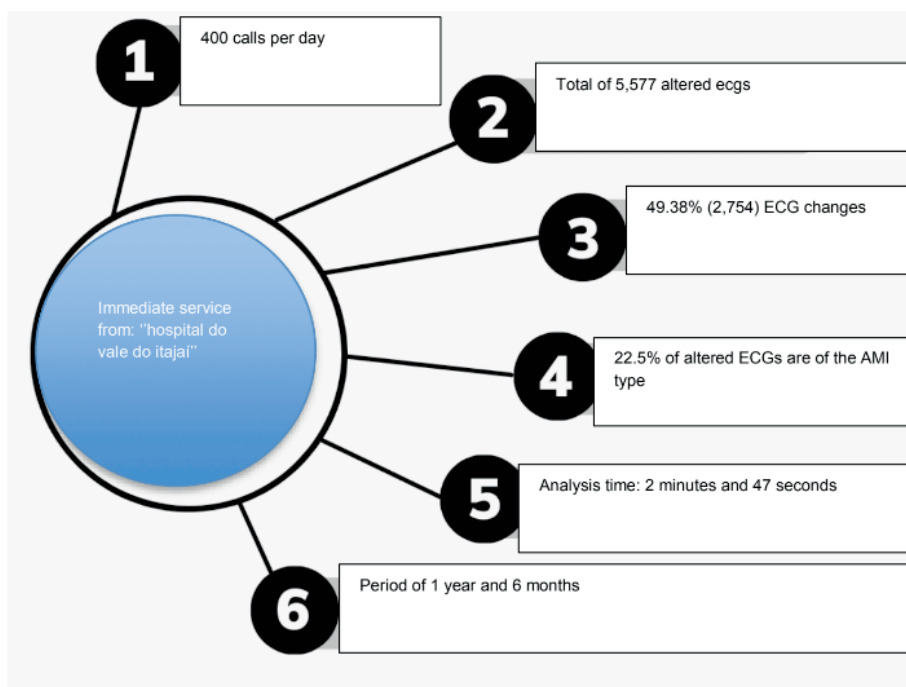 1
400 calls per day
2
Total of 5,577 altered ecgs
3
49.38% (2,754) ECG changes
Immediate service
from: ‘‘hospital do
vale do itajaí’’
4
22.5% of altered ECGs are of the AMI
type
5
Analysis time: 2 minutes and 47 seconds
6
Period of 1 year and 6 months